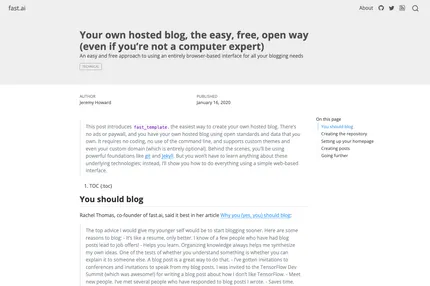 fast.ai
About
Your own hosted blog, the easy, free, open way
(even if you're not a computer expert)
An easy and free approach to using an entirely browser-based interface for all your blogging needs
TECHNICAL
AUTHOR
Jeremy Howard
PUBLISHED
January 16, 2020
On this page
You should blog
Creating the repository
Setting up your homepage
Creating posts
Going farther
This post introduces fast_template, the easiest way to create your own hosted blog. There's
no ads or paywall, and you have your own hosted blog using open standards and data that you
own. It requires no coding, no use of the command line, and supports custom themes and
even your own custom domain (which is entirely optional). Behind the scenes, you'll be using
powerful foundations like git and Jekyll. But you won't have to learn anything about these
underlying technologies; instead, I'll show you how to do everything using a simple web-based
interface.
1. TOC {:toc}
You should blog
Rachel Thomas, co-founder of fast.ai, said it best in her article Why you (yes, you) should blog:
The top advice I would give my younger self would be to start blogging sooner. Here are some
reasons to blog: - It's like a resume, only better. I know of a few people who have had blog
posts lead to job offers! - Helps you learn. Organizing knowledge always helps me synthesize
my own ideas. One of the tests of whether you understand something is whether you can
explain it to someone else. A blog post is a great way to do that. - I've gotten invitations to
conferences and invitations to speak from my blog posts. I was invited to the TensorFlow Dev
Summit (which was awesome!) for writing a blog post about how I don't like TensorFlow. - Meet
new people. I've met several people who have responded to blog posts I wrote. - Saves time.